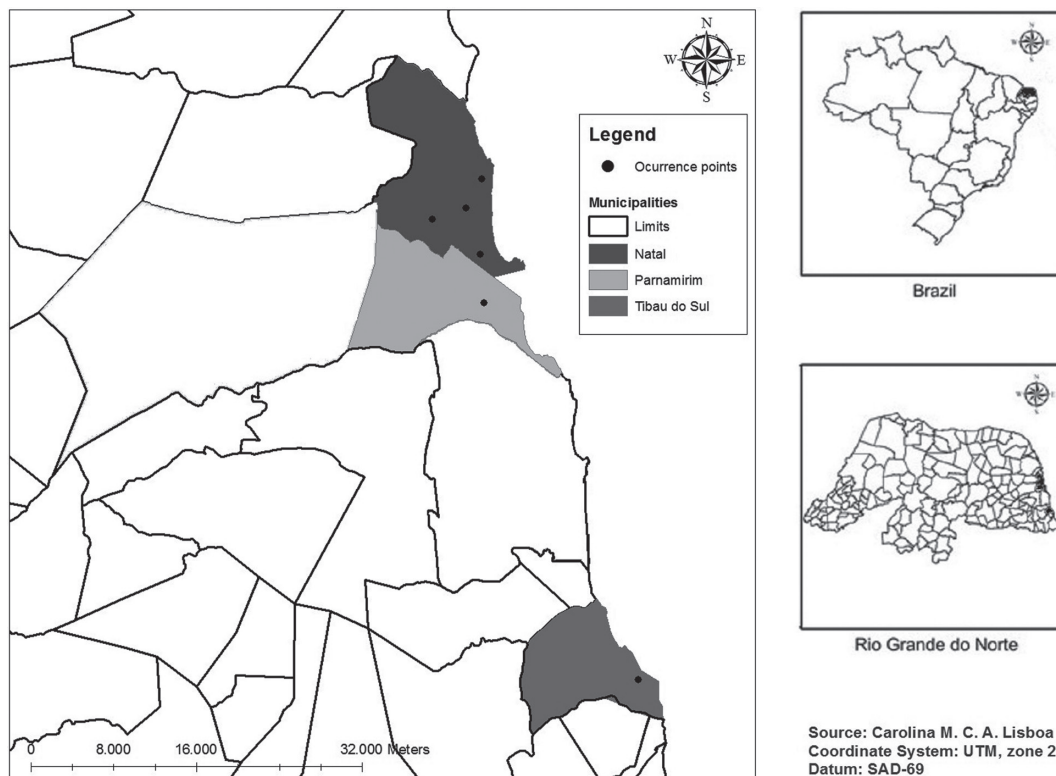 N
W E
S
Legend
Ocurrence points
Municipalities
Limits
Natal
Parnamirim
Tibau do Sul
0 8.000 16.000 32.000 Meters
N
W E
S
Brazil
N
W E
S
Rio Grande do Norte
Source: Carolina M. C. A. Lisboa
Coordinate System: UTM, zone 2
Datum: SAD-69